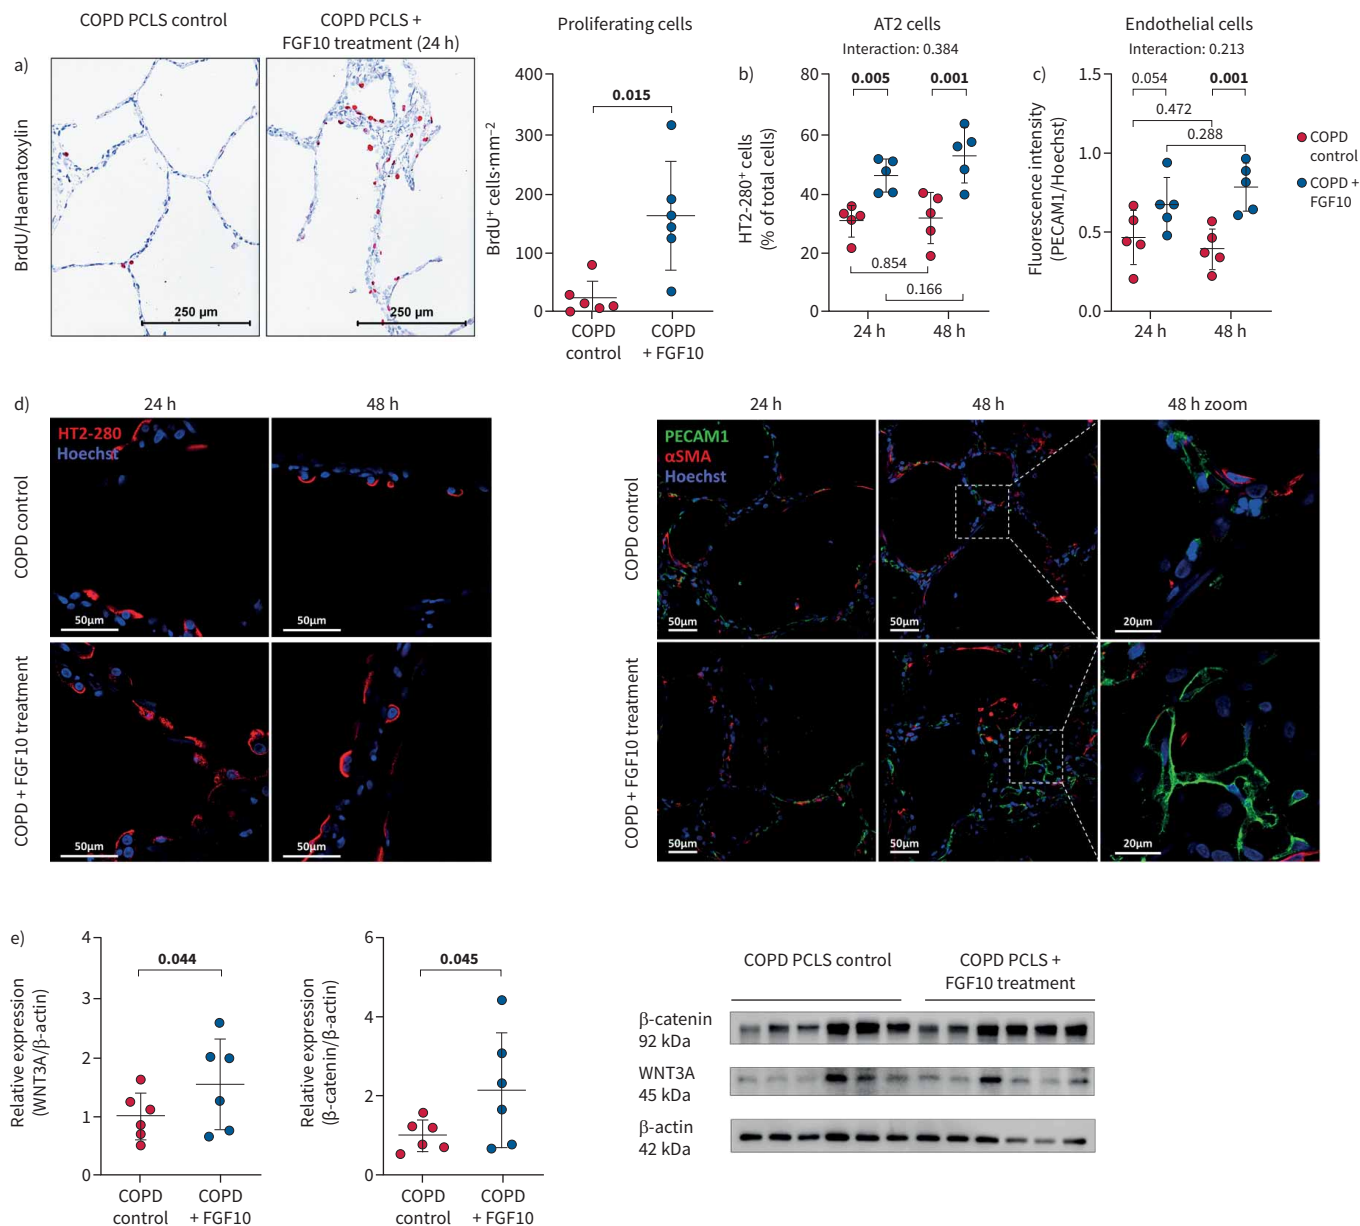 COPD PCLS control
COPD PCLS +
FGF10 treatment (24 h)
a)
BrdU/Haematoxylin
250 µm
250 µm
Proliferating cells
BrdU⁺ cells·mm⁻²
400
300
200
100
0
0.015
COPD
control
COPD
+ FGF10
b)
AT2 cells
Interaction: 0.384
HT2-280⁺ cells
(% of total cells)
80
60
40
20
0
0.005
0.001
0.854
0.166
24 h
48 h
c)
Endothelial cells
Interaction: 0.213
Fluorescence intensity
(PECAM1/Hoechst)
1.5
1.0
0.5
0.0
0.054
0.001
0.472
0.288
24 h
48 h
COPD
control
COPD +
FGF10
d)
24 h
48 h
COPD control
HT2-280
Hoechst
50µm
50µm
COPD + FGF10 treatment
50µm
50µm
24 h
48 h
48 h zoom
COPD control
PECAM1
αSMA
Hoechst
50µm
50µm
20µm
COPD + FGF10 treatment
50µm
50µm
20µm
e)
Relative expression
(WNT3A/β-actin)
4
3
2
1
0
0.044
COPD
control
COPD
+ FGF10
Relative expression
(β-catenin/β-actin)
6
4
2
0
0.045
COPD
control
COPD
+ FGF10
COPD PCLS control
COPD PCLS +
FGF10 treatment
β-catenin
92 kDa
WNT3A
45 kDa
β-actin
42 kDa